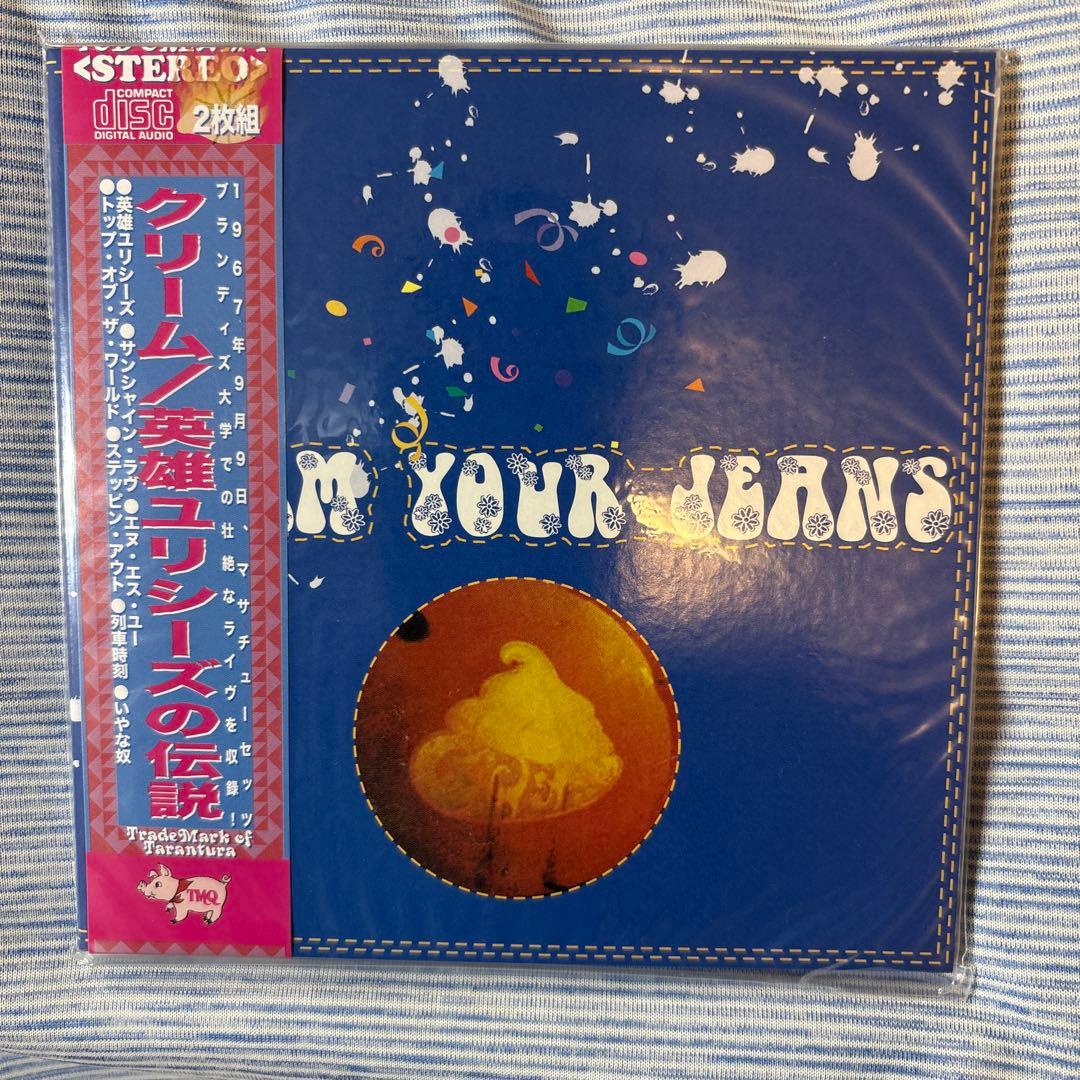 <STEREO>
COMPACT
disc
DIGITAL AUDIO
2枚組
1967年9月9日、マサチューセッツ
ブランディズ大学での壮絶なライヴを収録!
クリーム/英雄ユリシーズの伝説
●英雄ユリシーズ●サンシャイン・ラヴ●エヌ・エス・ユー
●トップ・オブ・ザ・ワールド●ステッピン・アウト●列車時刻●いやな奴
TradeMark of
Tarantura
TMQ
AM YOUR JEANS